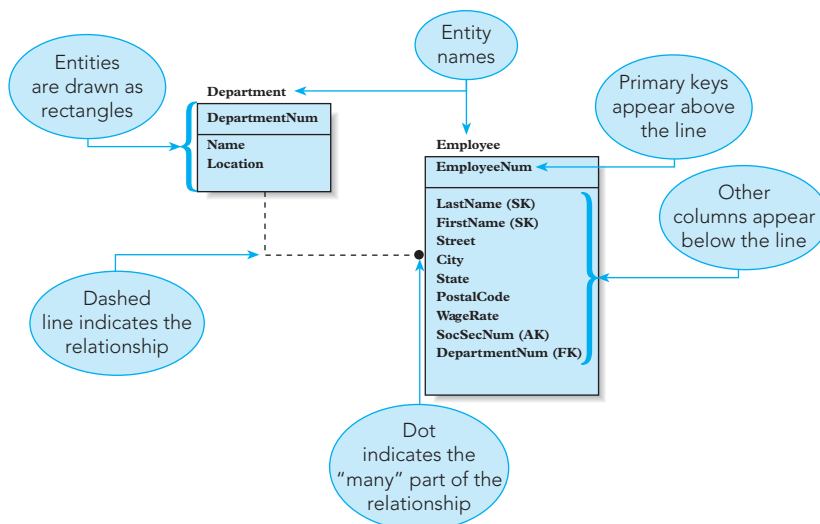 Entity
names
Entities
are drawn as
rectangles
Primary keys
appear above
the line
Department
DepartmentNum
Name
Location
Employee
EmployeeNum
LastName (SK)
FirstName (SK)
Street
City
State
PostalCode
WageRate
SocSecNum (AK)
DepartmentNum (FK)
Other
columns appear
below the line
Dashed
line indicates the
relationship
Dot
indicates the
“many” part of the
relationship